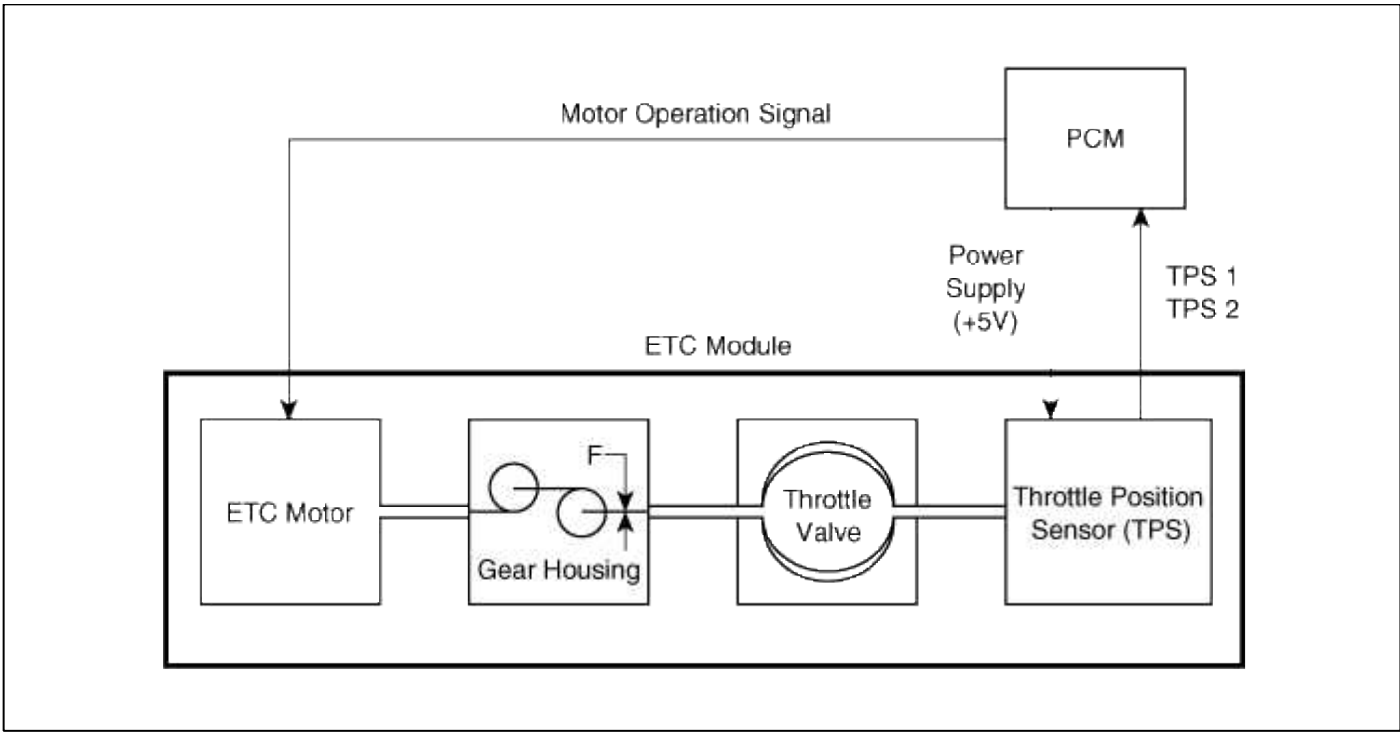 Motor Operation Signal
PCM
Power
Supply
(+5V)
TPS 1
TPS 2
ETC Module
ETC Motor
F
Gear Housing
Throttle
Valve
Throttle Position
Sensor (TPS)